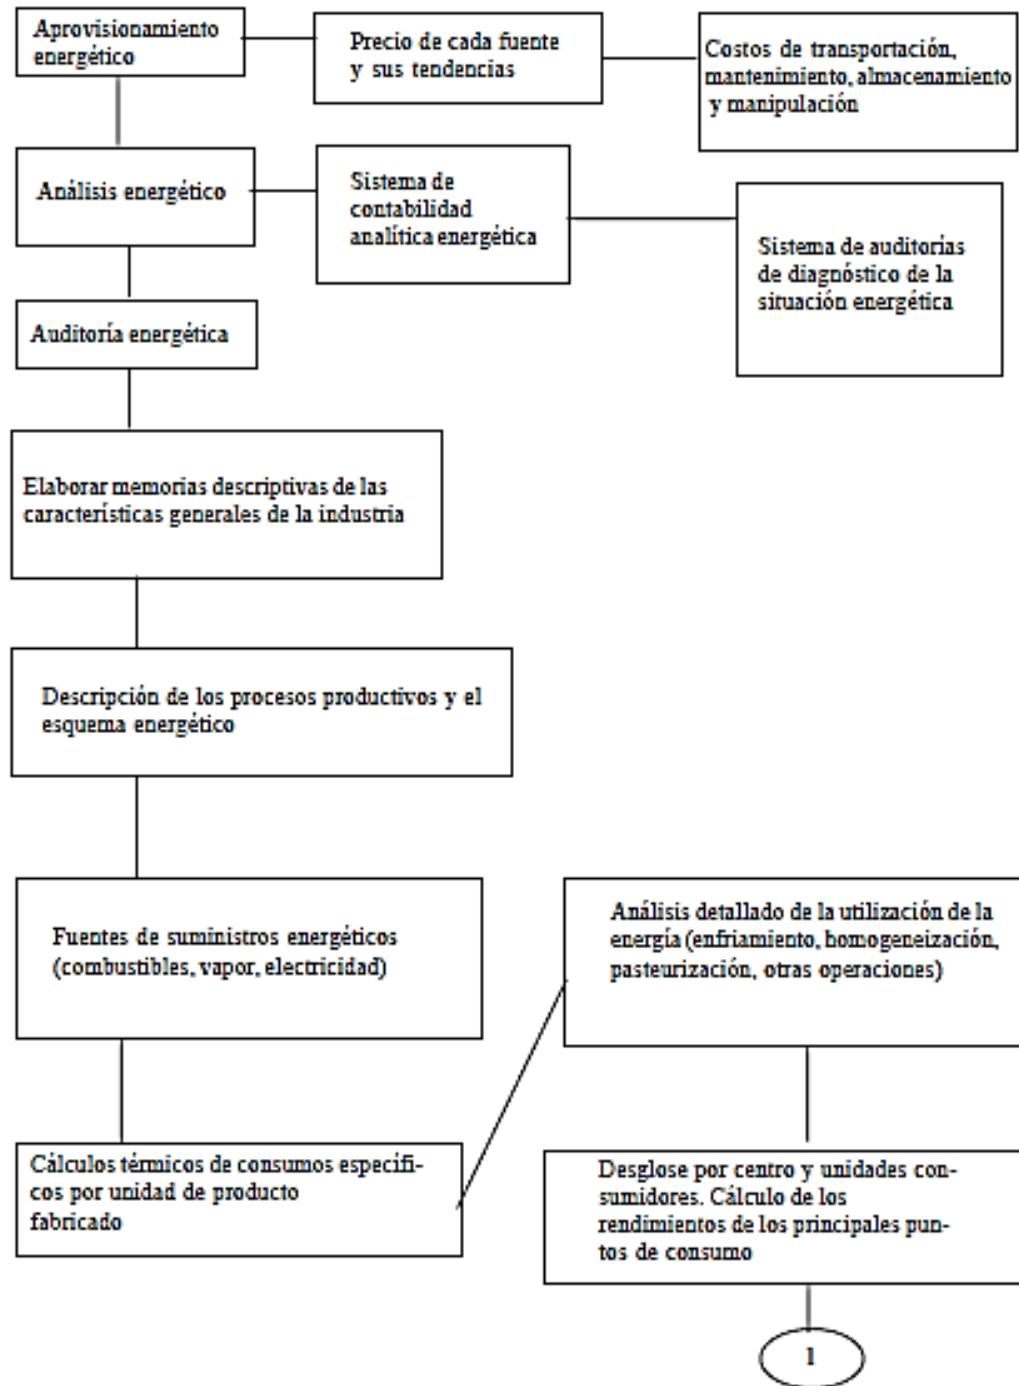 Aprovisionamiento
energético
Precio de cada fuente
y sus tendencias
Costos de transportación,
mantenimiento, almacenamiento
y manipulación
Análisis energético
Sistema de
contabilidad
analítica energética
Sistema de auditorías
de diagnóstico de la
situación energética
Auditoría energética
Elaborar memorias descriptivas de las
características generales de la industria
Descripción de los procesos productivos y el
esquema energético
Fuentes de suministros energéticos
(combustibles, vapor, electricidad)
Análisis detallado de la utilización de la
energía (enfriamiento, homogeneización,
pasteurización, otras operaciones)
Cálculos térmicos de consumos específi-
cos por unidad de producto
fabricado
Desglose por centro y unidades con-
sumidores. Cálculo de los
rendimientos de los principales pun-
tos de consumo
1